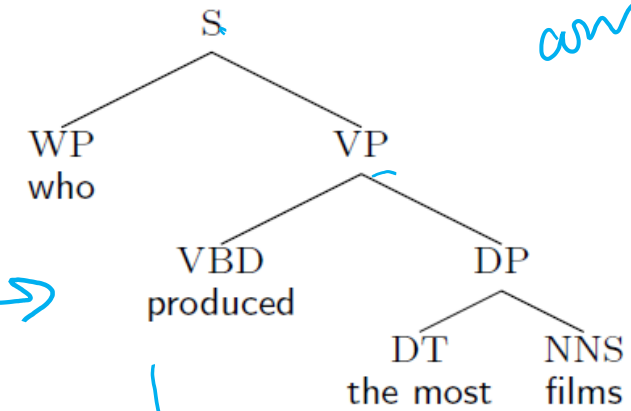 S
WP VP
who
VBD DP
produced
DT NNS
the most films